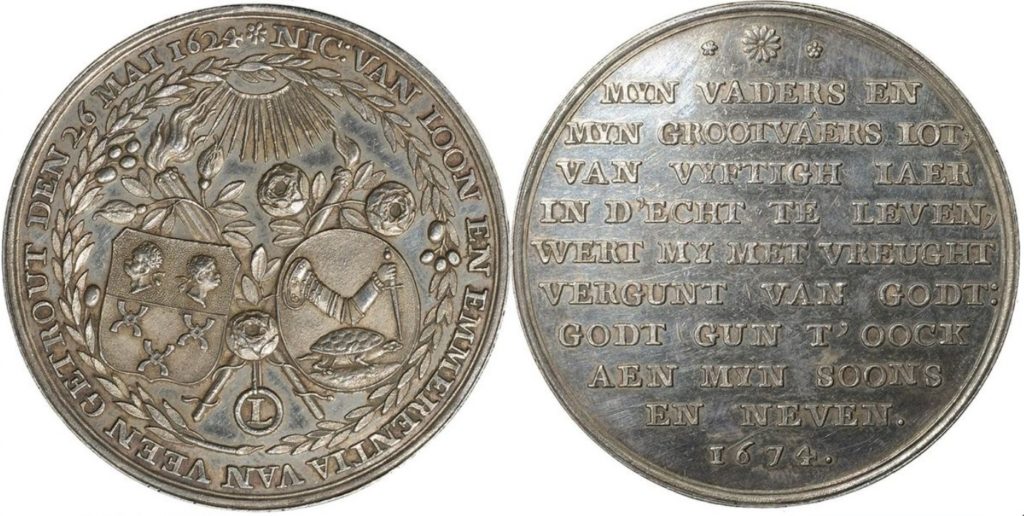 NIC: VAN LOON EN EMMERENTIA VAN VEEN GETROUT DEN 26 MAI 1624
L
MYN VADERS EN
MYN GROOTVÂERS LOT,
VAN VYFTIGH IAER
IN D'ECHT TE LEVEN,
WERT MY MET VREUGHT
VERGUNT VAN GODT:
GODT GUN T' OOCK
AEN MYN SOONS
EN NEVEN.
1674.